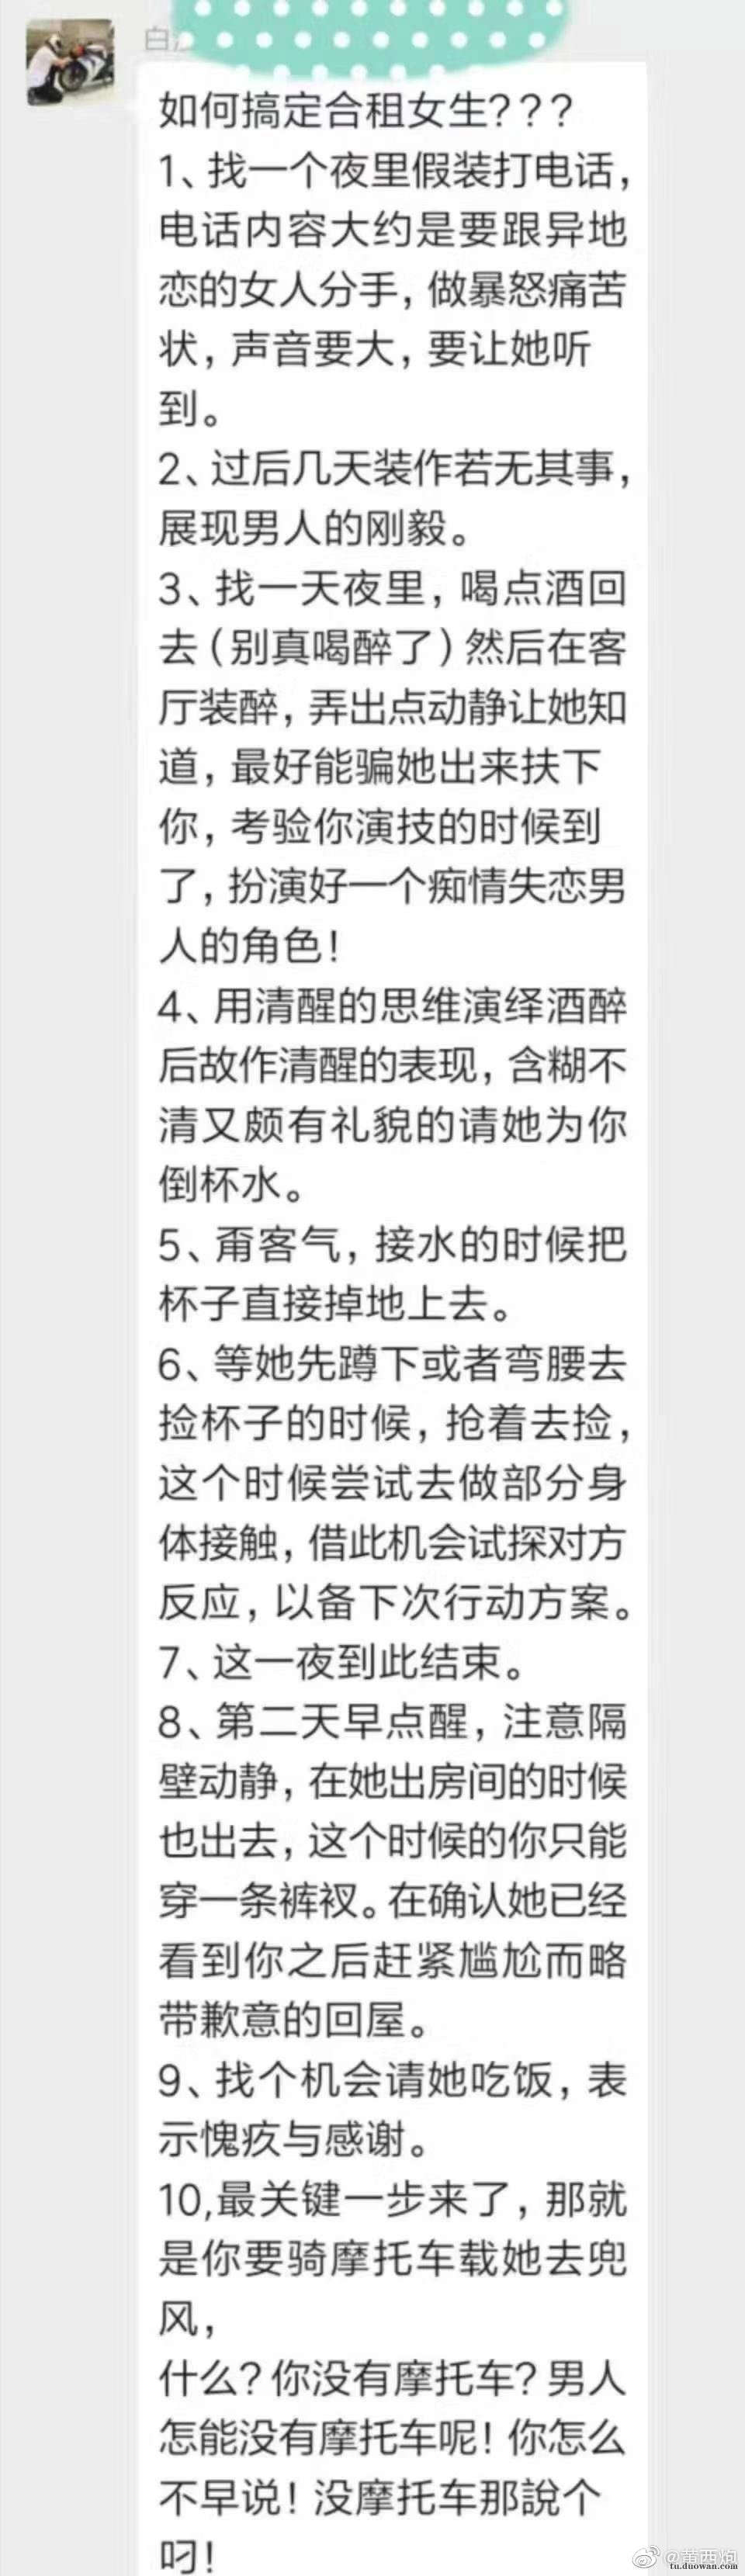 如何搞定合租女生???
1、找一个夜里假装打电话,
电话内容大约是要跟异地
恋的女人分手,做暴怒痛苦
状,声音要大,要让她听
到。
2、过后几天装作若无其事,
展现男人的刚毅。
3、找一天夜里,喝点酒回
去(别真喝醉了)然后在客
厅装醉,弄出点动静让她知
道,最好能骗她出来扶下
你,考验你演技的时候到
了,扮演好一个痴情失恋男
人的角色!
4、用清醒的思维演绎酒醉
后故作清醒的表现,含糊不
清又颇有礼貌的请她为你
倒杯水。
5、甭客气,接水的时候把
杯子直接掉地上去。
6、等她先蹲下或者弯腰去
捡杯子的时候,抢着去捡,
这个时候尝试去做部分身
体接触,借此机会试探对方
反应,以备下次行动方案。
7、这一夜到此结束。
8、第二天早点醒,注意隔
壁动静,在她出房间的时候
也出去,这个时候的你只能
穿一条裤衩。在确认她已经
看到你之后赶紧尴尬而略
带歉意的回屋。
9、找个机会请她吃饭,表
示愧疚与感谢。
10,最关键一步来了,那就
是你要骑摩托车载她去兜
风,
什么?你没有摩托车?男人
怎能没有摩托车呢!你怎么
不早说!没摩托车那說个
叼!
@黄西炮
tu.duowan.com